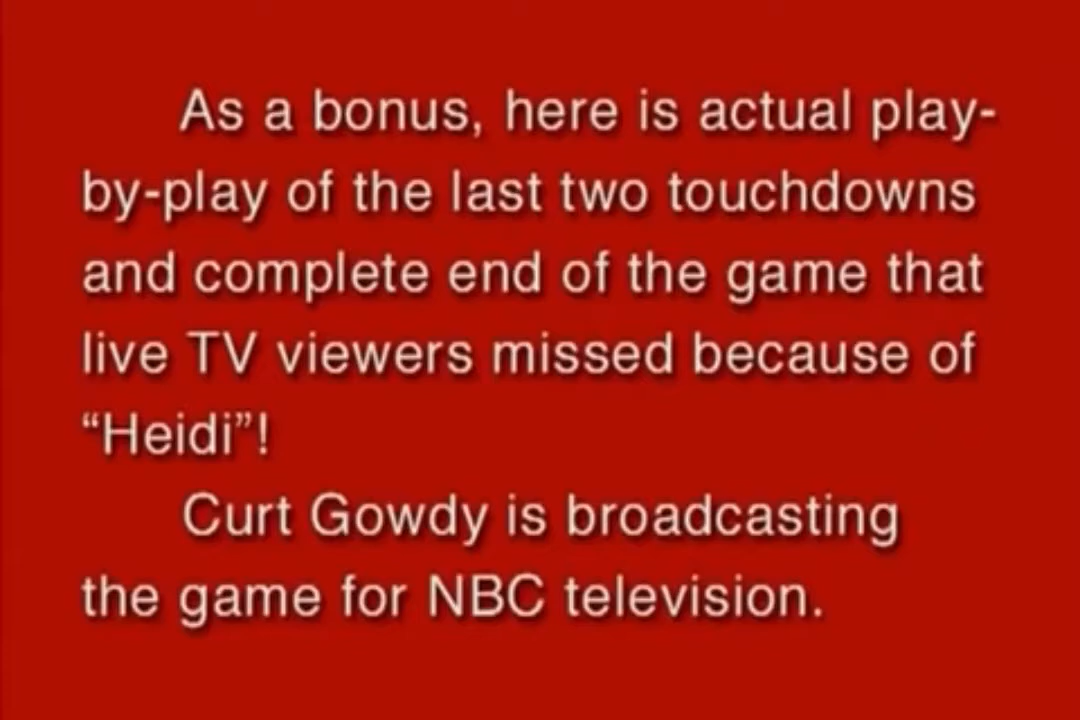 As a bonus, here is actual play-
by-play of the last two touchdowns
and complete end of the game that
live TV viewers missed because of
“Heidi”!
Curt Gowdy is broadcasting
the game for NBC television.